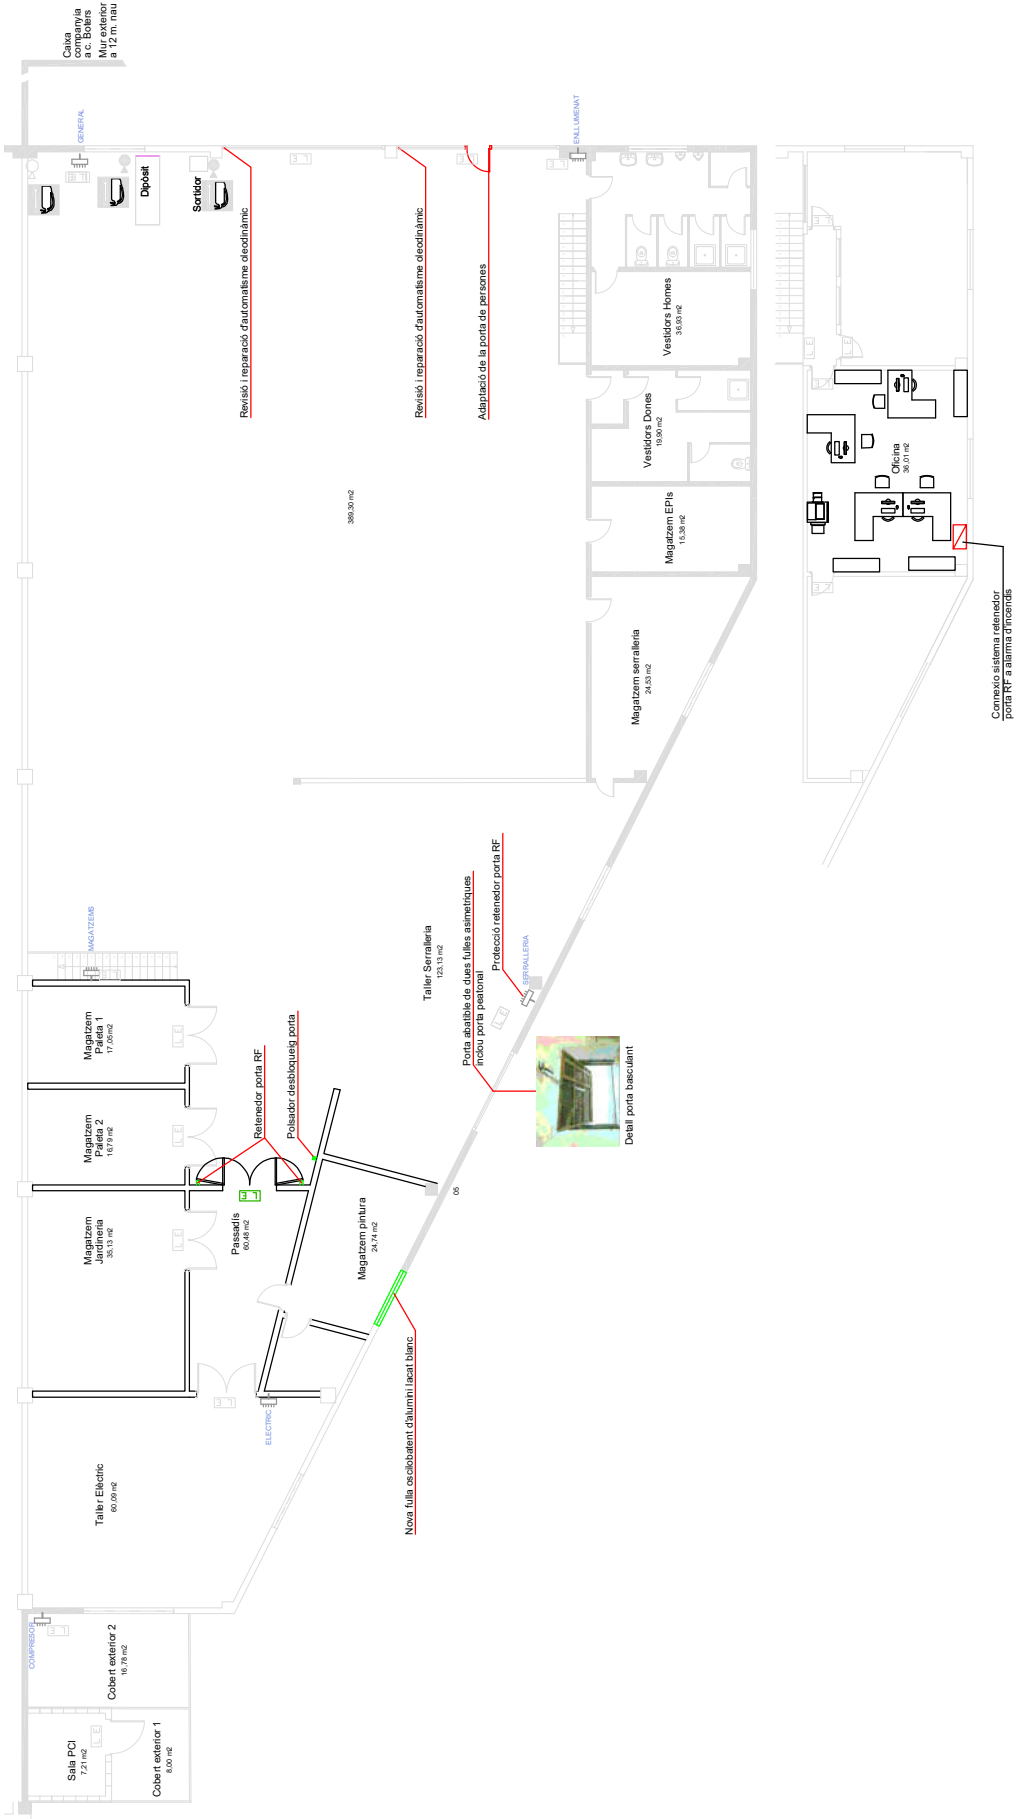 Caixa
companyia
a c. Boters
Mur exterior
a 12 m. nau
GENERAL
Dipòsit
Sortidor
ENLLUMENAT
Revisió i reparació d'automatisme oleodinàmic
Revisió i reparació d'automatisme oleodinàmic
Adaptació de la porta de persones
389,30 m2
Vestidors Homes
36,93 m2
Vestidors Dones
19,90 m2
Magatzem EPIs
15,38 m2
Magatzem serralleria
24,53 m2
Oficina
36,01 m2
L E
L E
L E
L E
L E
L E
L E
L E
Connexio sistema retenedor
porta RF a alarma d'incendis
MAGATZEMS
L E
Taller Serralleria
123,13 m2
Porta abatible de dues fulles asimetriques
inclou porta peatonal
Protecció retenedor porta RF
SERRALLERIA
L E
Detall porta basculant
Magatzem
Paleta 1
17,05 m2
L E
Magatzem
Paleta 2
16,79 m2
L E
Retenedor porta RF
Polsador desbloqueig porta
Magatzem
Jardineria
35,13 m2
L E
Passadís
60,48 m2
L E
Magatzem pintura
24,74 m2
05
Nova fulla oscilobatent d'alumini lacat blanc
L E
ELECTRIC
Taller Elèctric
60,09 m2
COMPRESOR
L E
Cobert exterior 2
16,78 m2
Sala PCI
7,21 m2
L E
Cobert exterior 1
8,00 m2